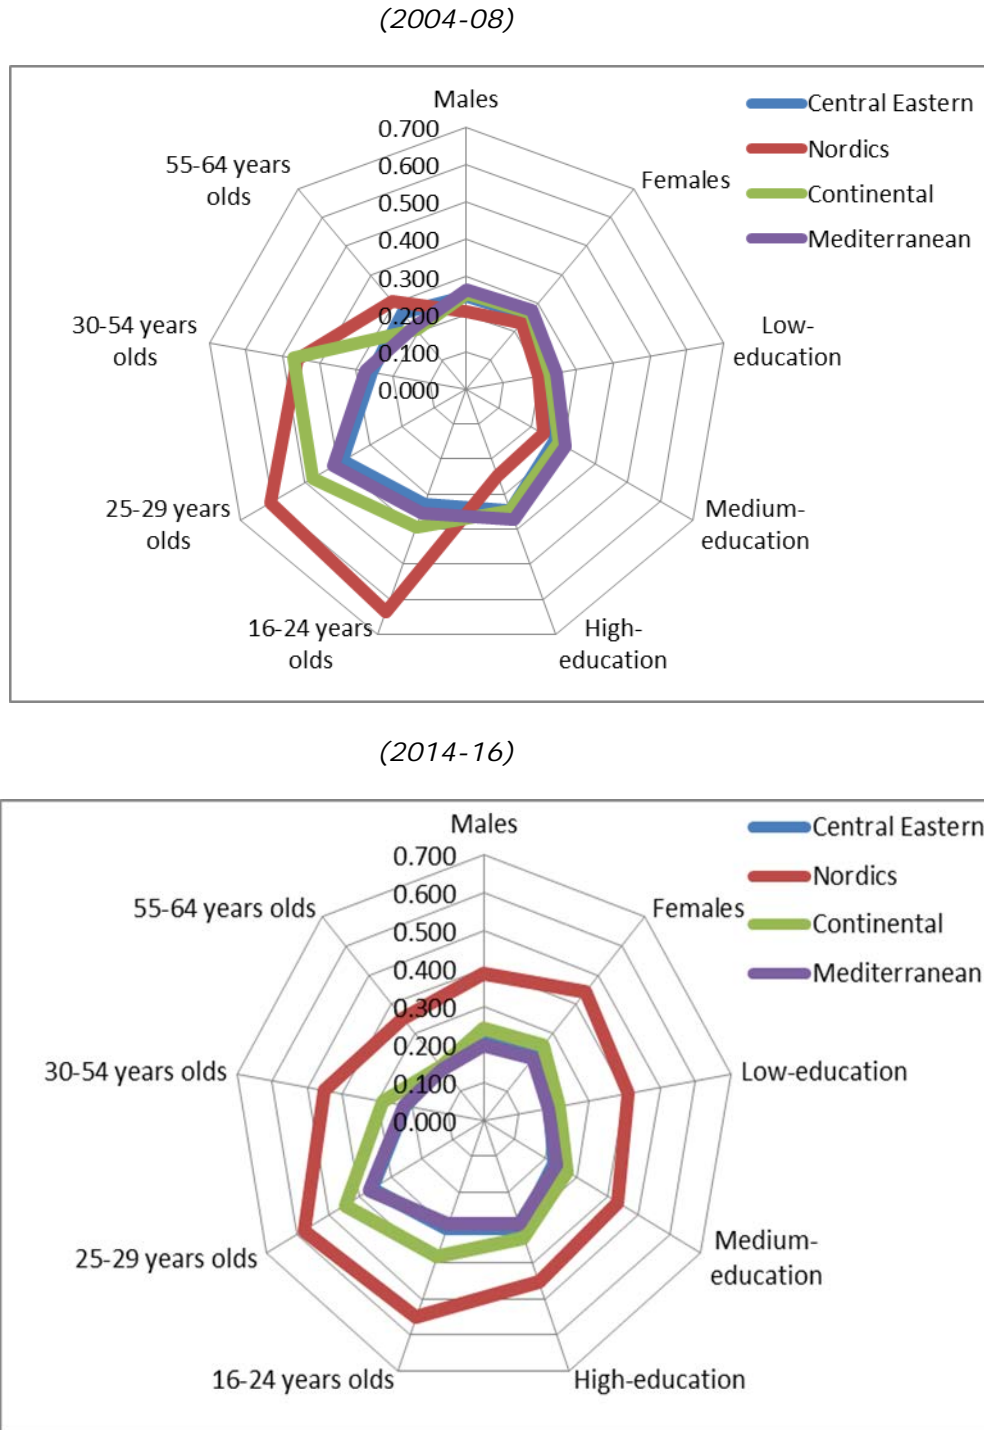 (2004-08)
Males
Central Eastern
Nordics
Continental
Mediterranean
0.700
0.600
0.500
0.400
0.300
0.200
0.100
0.000
Females
Low-
education
Medium-
education
High-
education
16-24 years
olds
25-29 years
olds
30-54 years
olds
55-64 years
olds
(2014-16)
Males
Central Eastern
Nordics
Continental
Mediterranean
0.700
0.600
0.500
0.400
0.300
0.200
0.100
0.000
Females
Low-education
Medium-
education
High-education
16-24 years olds
25-29 years olds
30-54 years olds
55-64 years olds